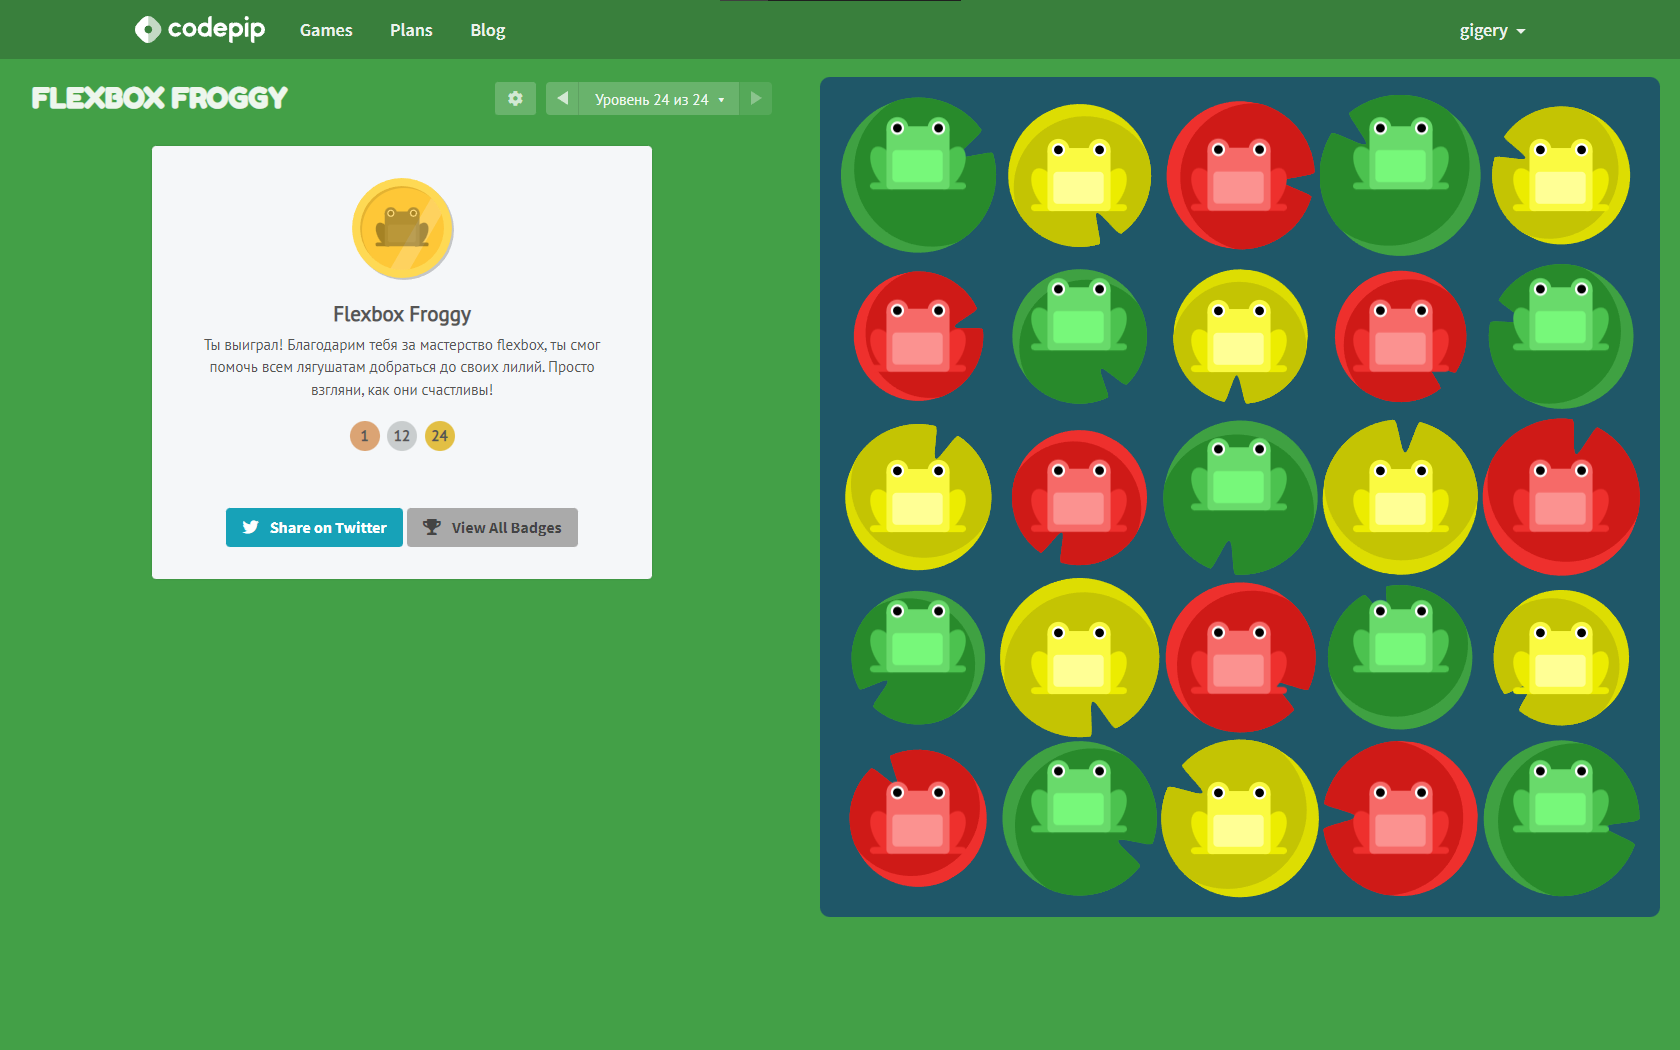 codepip
Games
Plans
Blog
gigery
FLEXBOX FROGGY
Уровень 24 из 24
Flexbox Froggy
Ты выиграл! Благодарим тебя за мастерство flexbox, ты смог
помочь всем лягушатам добраться до своих лилий. Просто
взгляни, как они счастливы!
1 12 24
Share on Twitter
View All Badges